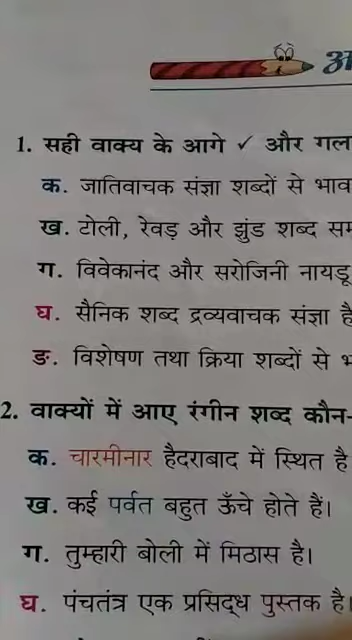 1. सही वाक्य के आगे ✓ और गल
क. जातिवाचक संज्ञा शब्दों से भाव
ख. टोली, रेवड़ और झुंड शब्द सम
ग. विवेकानंद और सरोजिनी नायडू
घ. सैनिक शब्द द्रव्यवाचक संज्ञा है
ङ. विशेषण तथा क्रिया शब्दों से भ
2. वाक्यों में आए रंगीन शब्द कौन-
क. चारमीनार हैदराबाद में स्थित है
ख. कई पर्वत बहुत ऊँचे होते हैं।
ग. तुम्हारी बोली में मिठास है।
घ. पंचतंत्र एक प्रसिद्ध पुस्तक है।